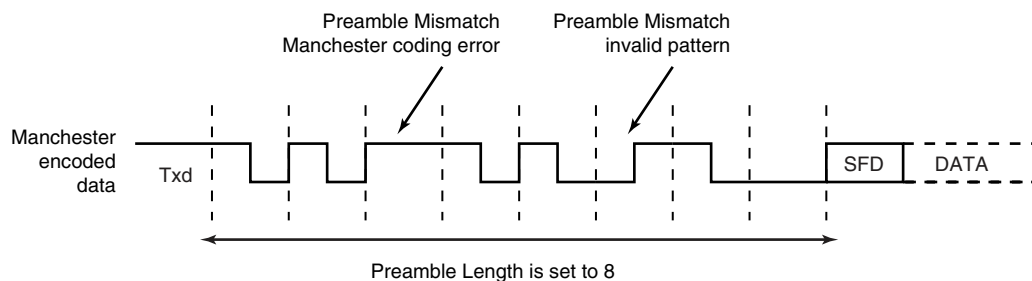 Preamble Mismatch
Manchester coding error
Preamble Mismatch
invalid pattern
Manchester
encoded
data
Txd
SFD
DATA
Preamble Length is set to 8